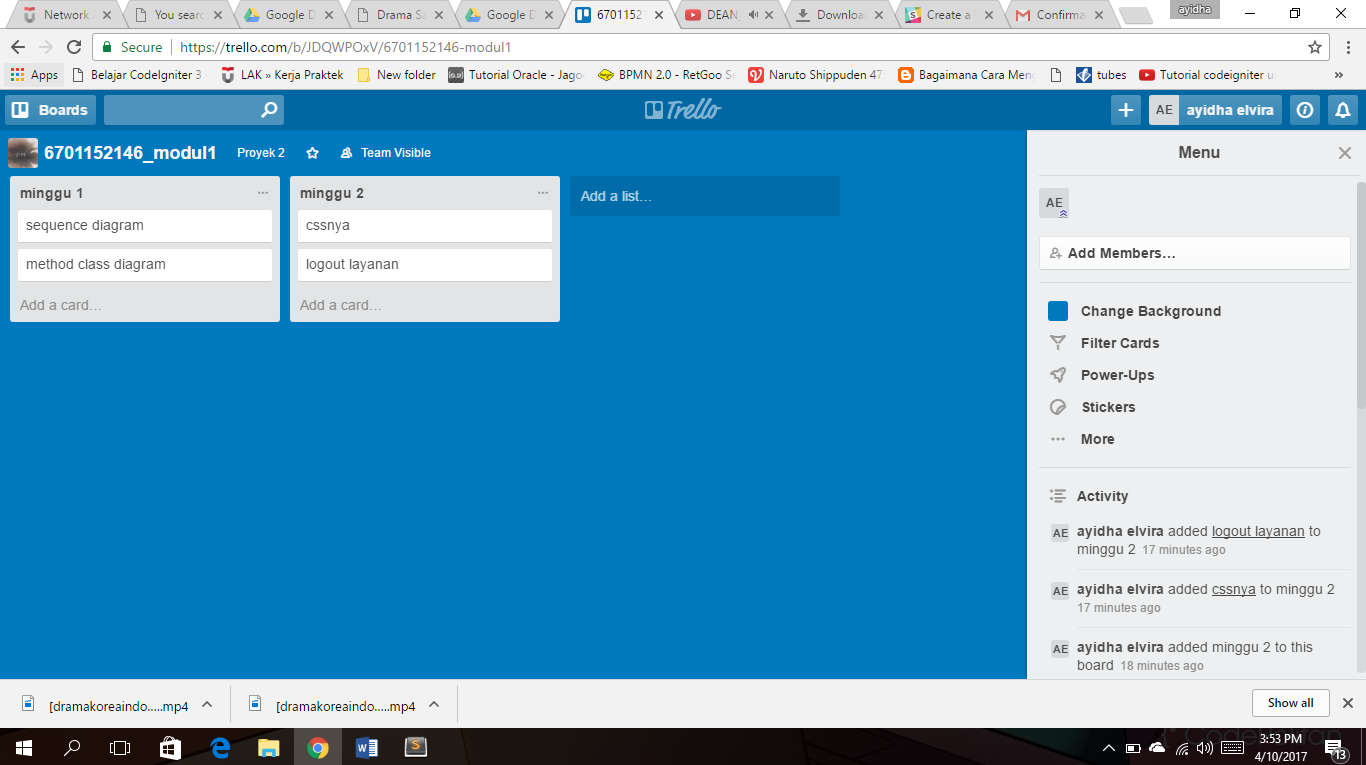 Network
You searc
Google D
Drama Sa
Google D
6701152
DEAN
Downloa
Create a
Confirma
ayidha
Secure
https://trello.com/b/JDQWPOxV/6701152146-modul1
Apps
Belajar CodeIgniter 3
LAK » Kerja Praktek
New folder
Tutorial Oracle - Jago
BPMN 2.0 - RetGoo Se
Naruto Shippuden 47
Bagaimana Cara Men
tubes
Tutorial codeigniter u
»
Boards
Trello
AE ayidha elvira
6701152146_modul1
Proyek 2
Team Visible
minggu 1
sequence diagram
method class diagram
Add a card…
minggu 2
cssnya
logout layanan
Add a card…
Add a list…
Menu
AE
Add Members…
Change Background
Filter Cards
Power-Ups
Stickers
More
Activity
AE ayidha elvira added logout layanan to
minggu 2 17 minutes ago
AE ayidha elvira added cssnya to minggu 2
17 minutes ago
AE ayidha elvira added minggu 2 to this
board 18 minutes ago
[dramakoreaindo.....mp4
[dramakoreaindo.....mp4
Show all
3:53 PM
4/10/2017
13